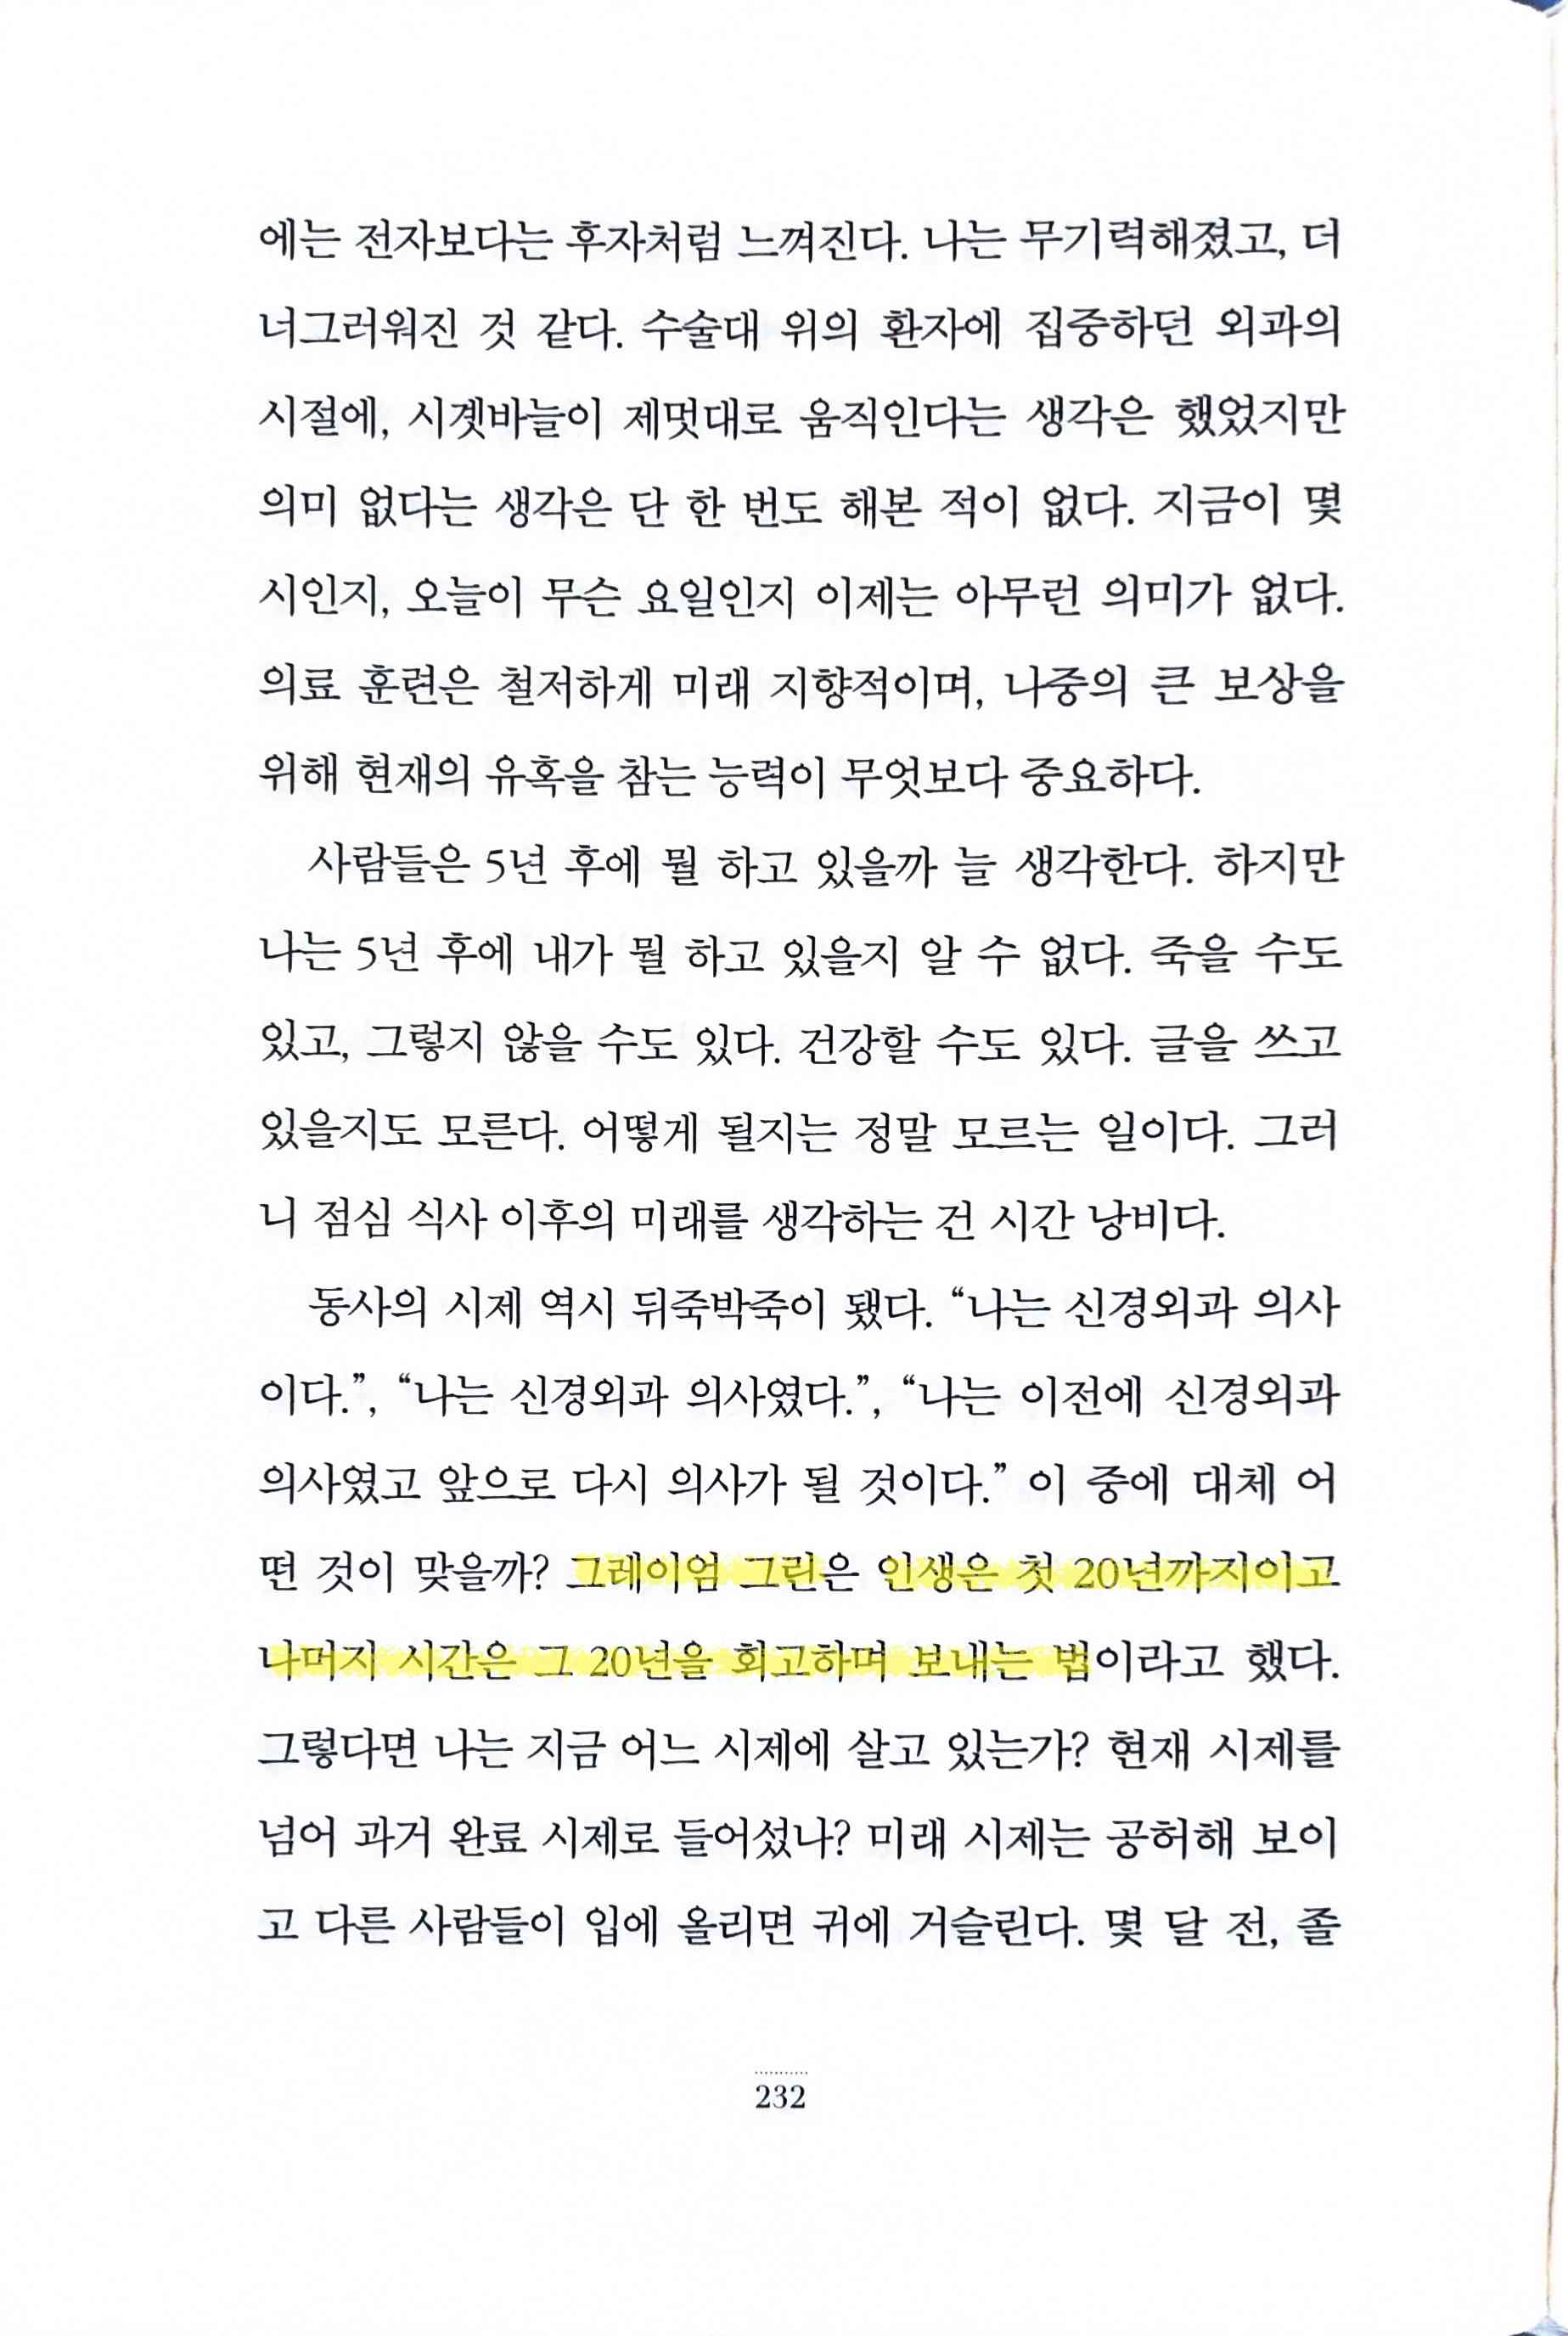 에는 전자보다는 후자처럼 느껴진다. 나는 무기력해졌고, 더
너그러워진 것 같다. 수술대 위의 환자에 집중하던 외과의
시절에, 시곗바늘이 제멋대로 움직인다는 생각은 했었지만
의미 없다는 생각은 단 한 번도 해본 적이 없다. 지금이 몇
시인지, 오늘이 무슨 요일인지 이제는 아무런 의미가 없다.
의료 훈련은 철저하게 미래 지향적이며, 나중의 큰 보상을
위해 현재의 유혹을 참는 능력이 무엇보다 중요하다.
사람들은 5년 후에 뭘 하고 있을까 늘 생각한다. 하지만
나는 5년 후에 내가 뭘 하고 있을지 알 수 없다. 죽을 수도
있고, 그렇지 않을 수도 있다. 건강할 수도 있다. 글을 쓰고
있을지도 모른다. 어떻게 될지는 정말 모르는 일이다. 그러
니 점심 식사 이후의 미래를 생각하는 건 시간 낭비다.
동사의 시제 역시 뒤죽박죽이 됐다. “나는 신경외과 의사
이다.”, “나는 신경외과 의사였다.”, “나는 이전에 신경외과
의사였고 앞으로 다시 의사가 될 것이다.” 이 중에 대체 어
떤 것이 맞을까? 그레이엄 그린은 인생은 첫 20년까지이고
나머지 시간은 그 20년을 회고하며 보내는 법이라고 했다.
그렇다면 나는 지금 어느 시제에 살고 있는가? 현재 시제를
넘어 과거 완료 시제로 들어섰나? 미래 시제는 공허해 보이
고 다른 사람들이 입에 올리면 귀에 거슬린다. 몇 달 전, 졸
232